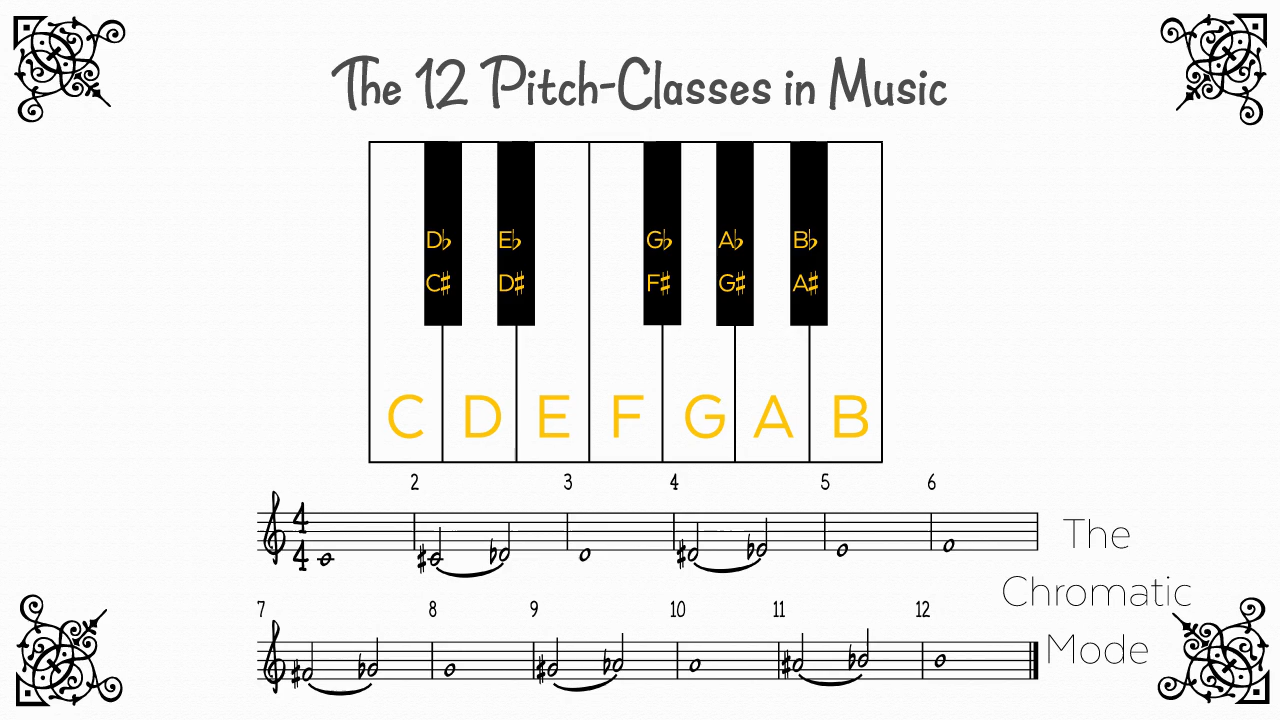 The 12 Pitch-Classes in Music
D♭ E♭ G♭ A♭ B♭
C♯ D♯ F♯ G♯ A♯
C D E F G A B
2 3 4 5 6
4
4
The
Chromatic
Mode
7 8 9 10 11 12